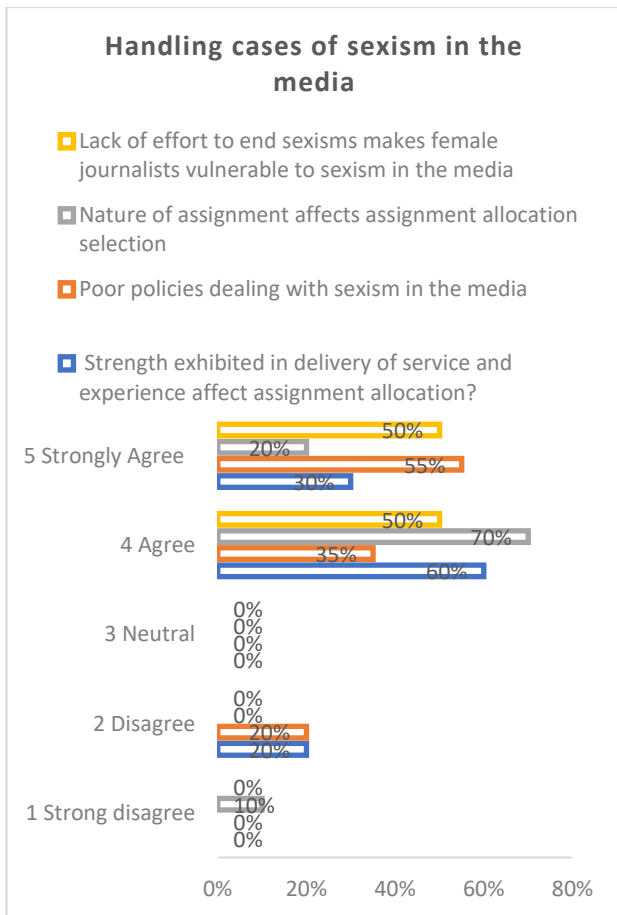 Handling cases of sexism in the
media
Lack of effort to end sexisms makes female
journalists vulnerable to sexism in the media
Nature of assignment affects assignment allocation
selection
Poor policies dealing with sexism in the media
Strength exhibited in delivery of service and
experience affect assignment allocation?
50%
5 Strongly Agree
20%
55%
30%
50%
4 Agree
70%
35%
60%
0%
3 Neutral
0%
0%
0%
0%
2 Disagree
0%
20%
20%
0%
1 Strong disagree
10%
0%
0%
0% 20% 40% 60% 80%